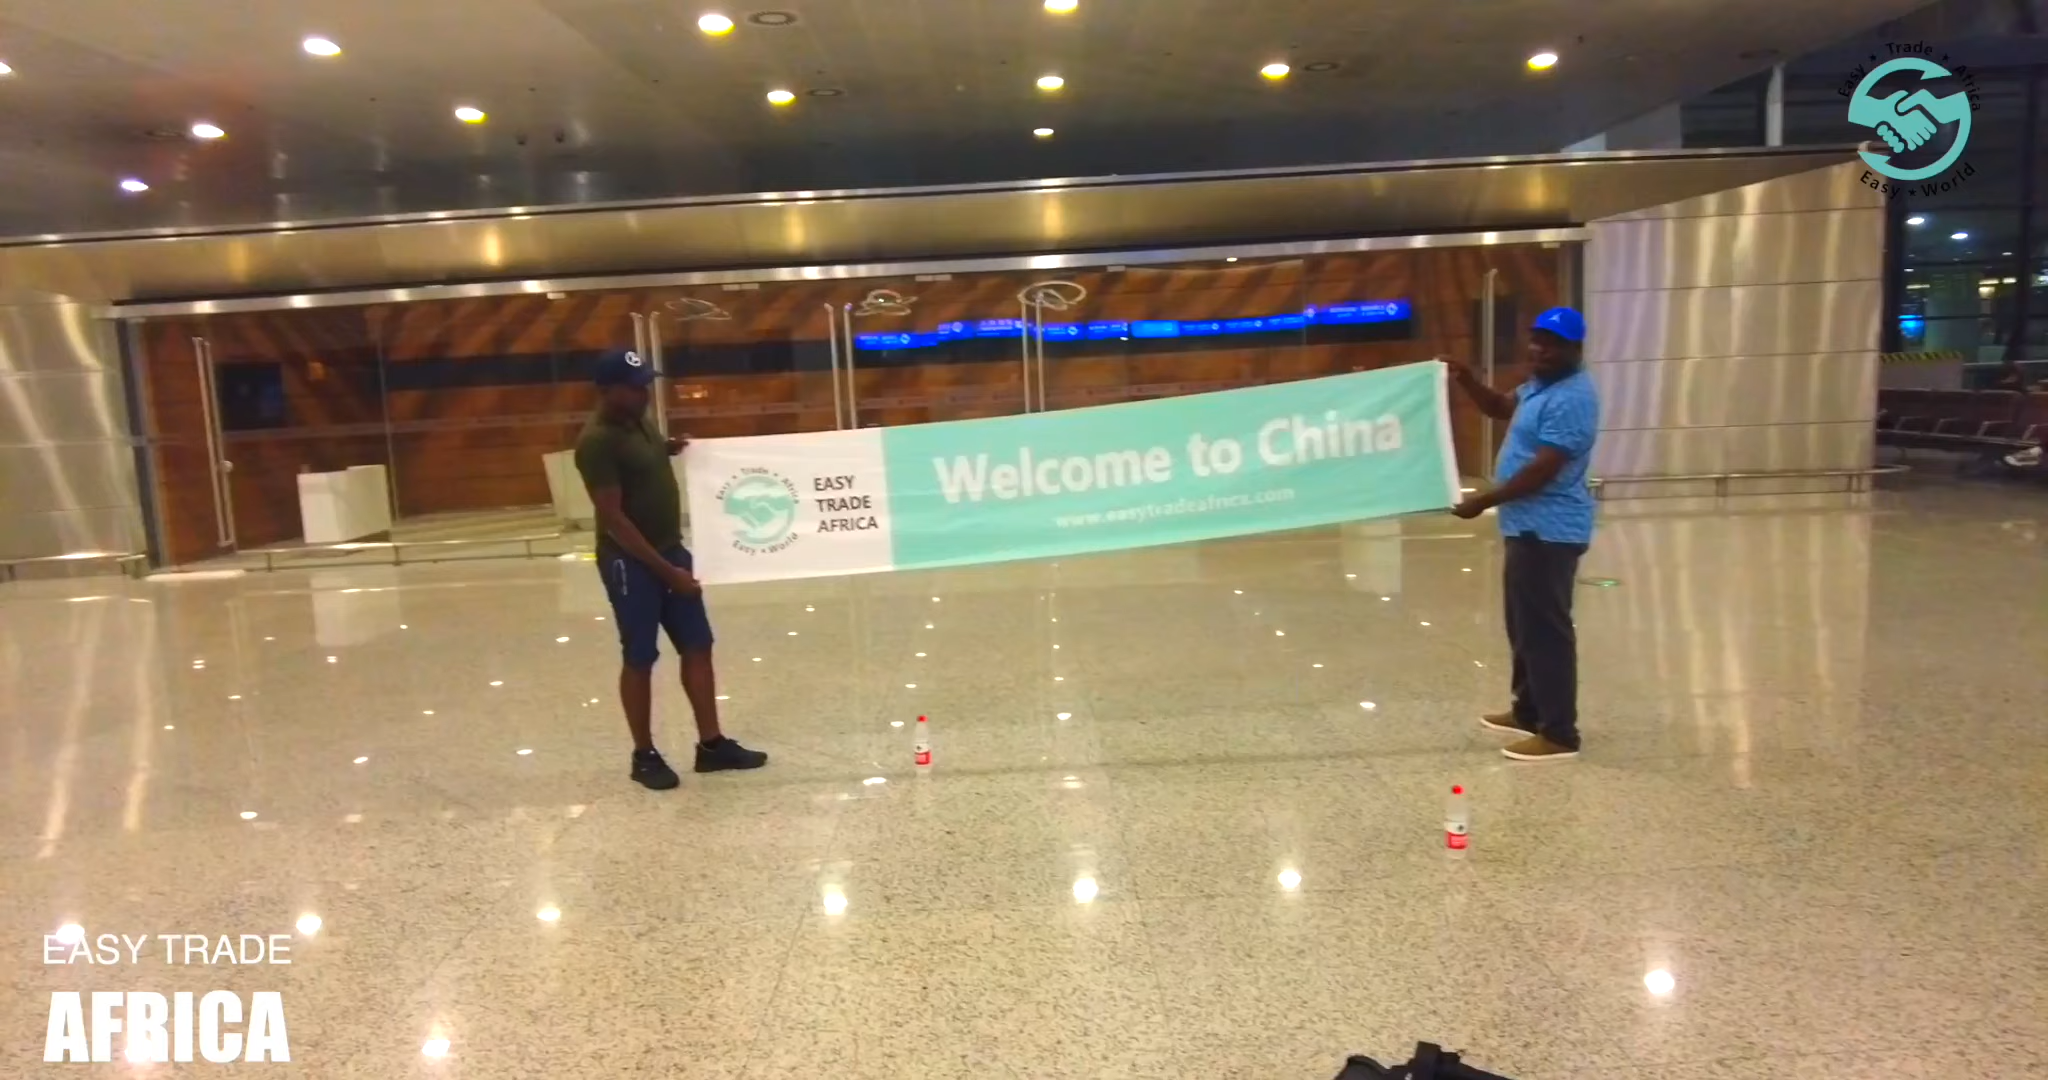 Easy ★ Trade ★ Africa
Easy ★ World
Easy ★ Trade ★ Africa
Easy ★ World
EASY
TRADE
AFRICA
Welcome to China
www.easytradeafrica.com
EASY TRADE
AFRICA